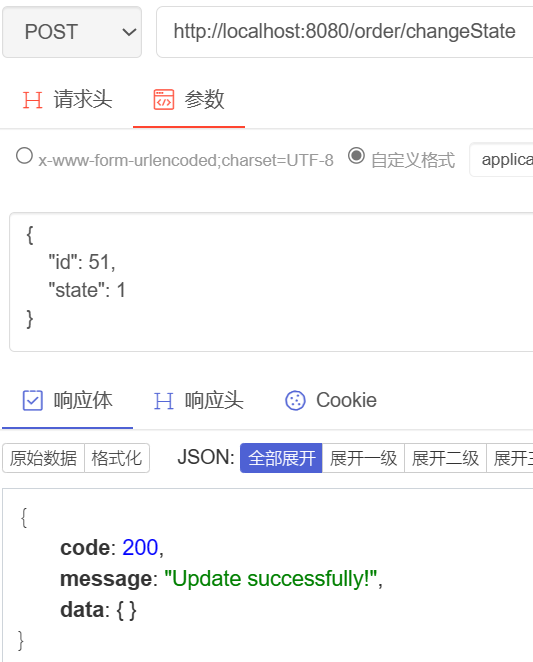 POST http://localhost:8080/order/changeState
请求头 参数
x-www-form-urlencoded;charset=UTF-8 自定义格式 applica
{
"id": 51,
"state": 1
}
响应体 响应头 Cookie
原始数据 格式化 JSON: 全部展开 展开一级 展开二级 展开三
{
code: 200,
message: "Update successfully!",
data: { }
}